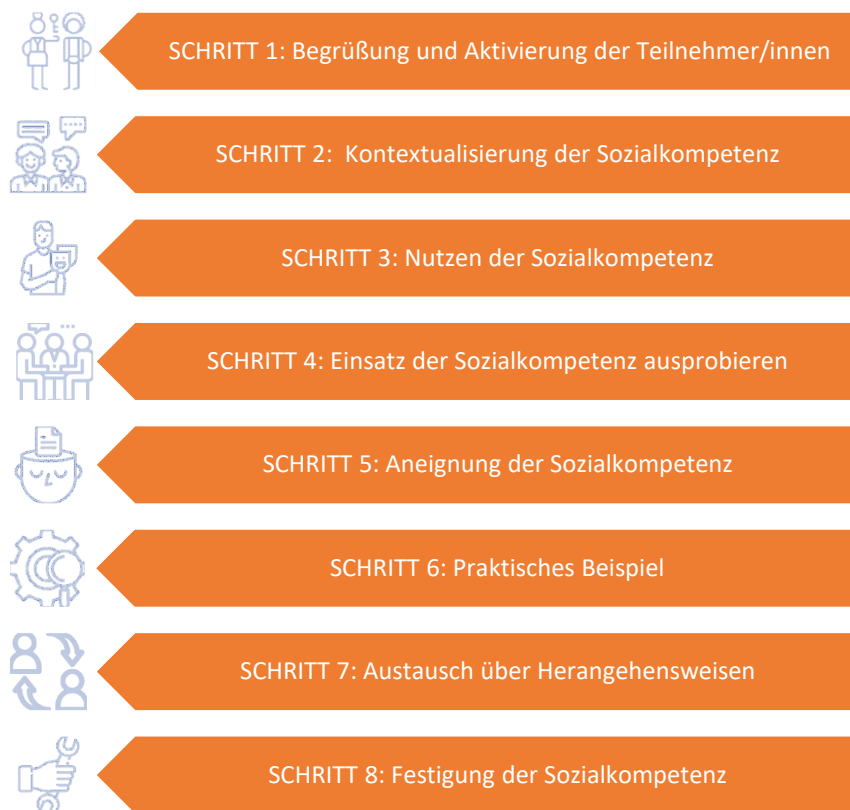 SCHRITT 1: Begrüßung und Aktivierung der Teilnehmer/innen
SCHRITT 2: Kontextualisierung der Sozialkompetenz
SCHRITT 3: Nutzen der Sozialkompetenz
SCHRITT 4: Einsatz der Sozialkompetenz ausprobieren
SCHRITT 5: Aneignung der Sozialkompetenz
SCHRITT 6: Praktisches Beispiel
SCHRITT 7: Austausch über Herangehensweisen
SCHRITT 8: Festigung der Sozialkompetenz